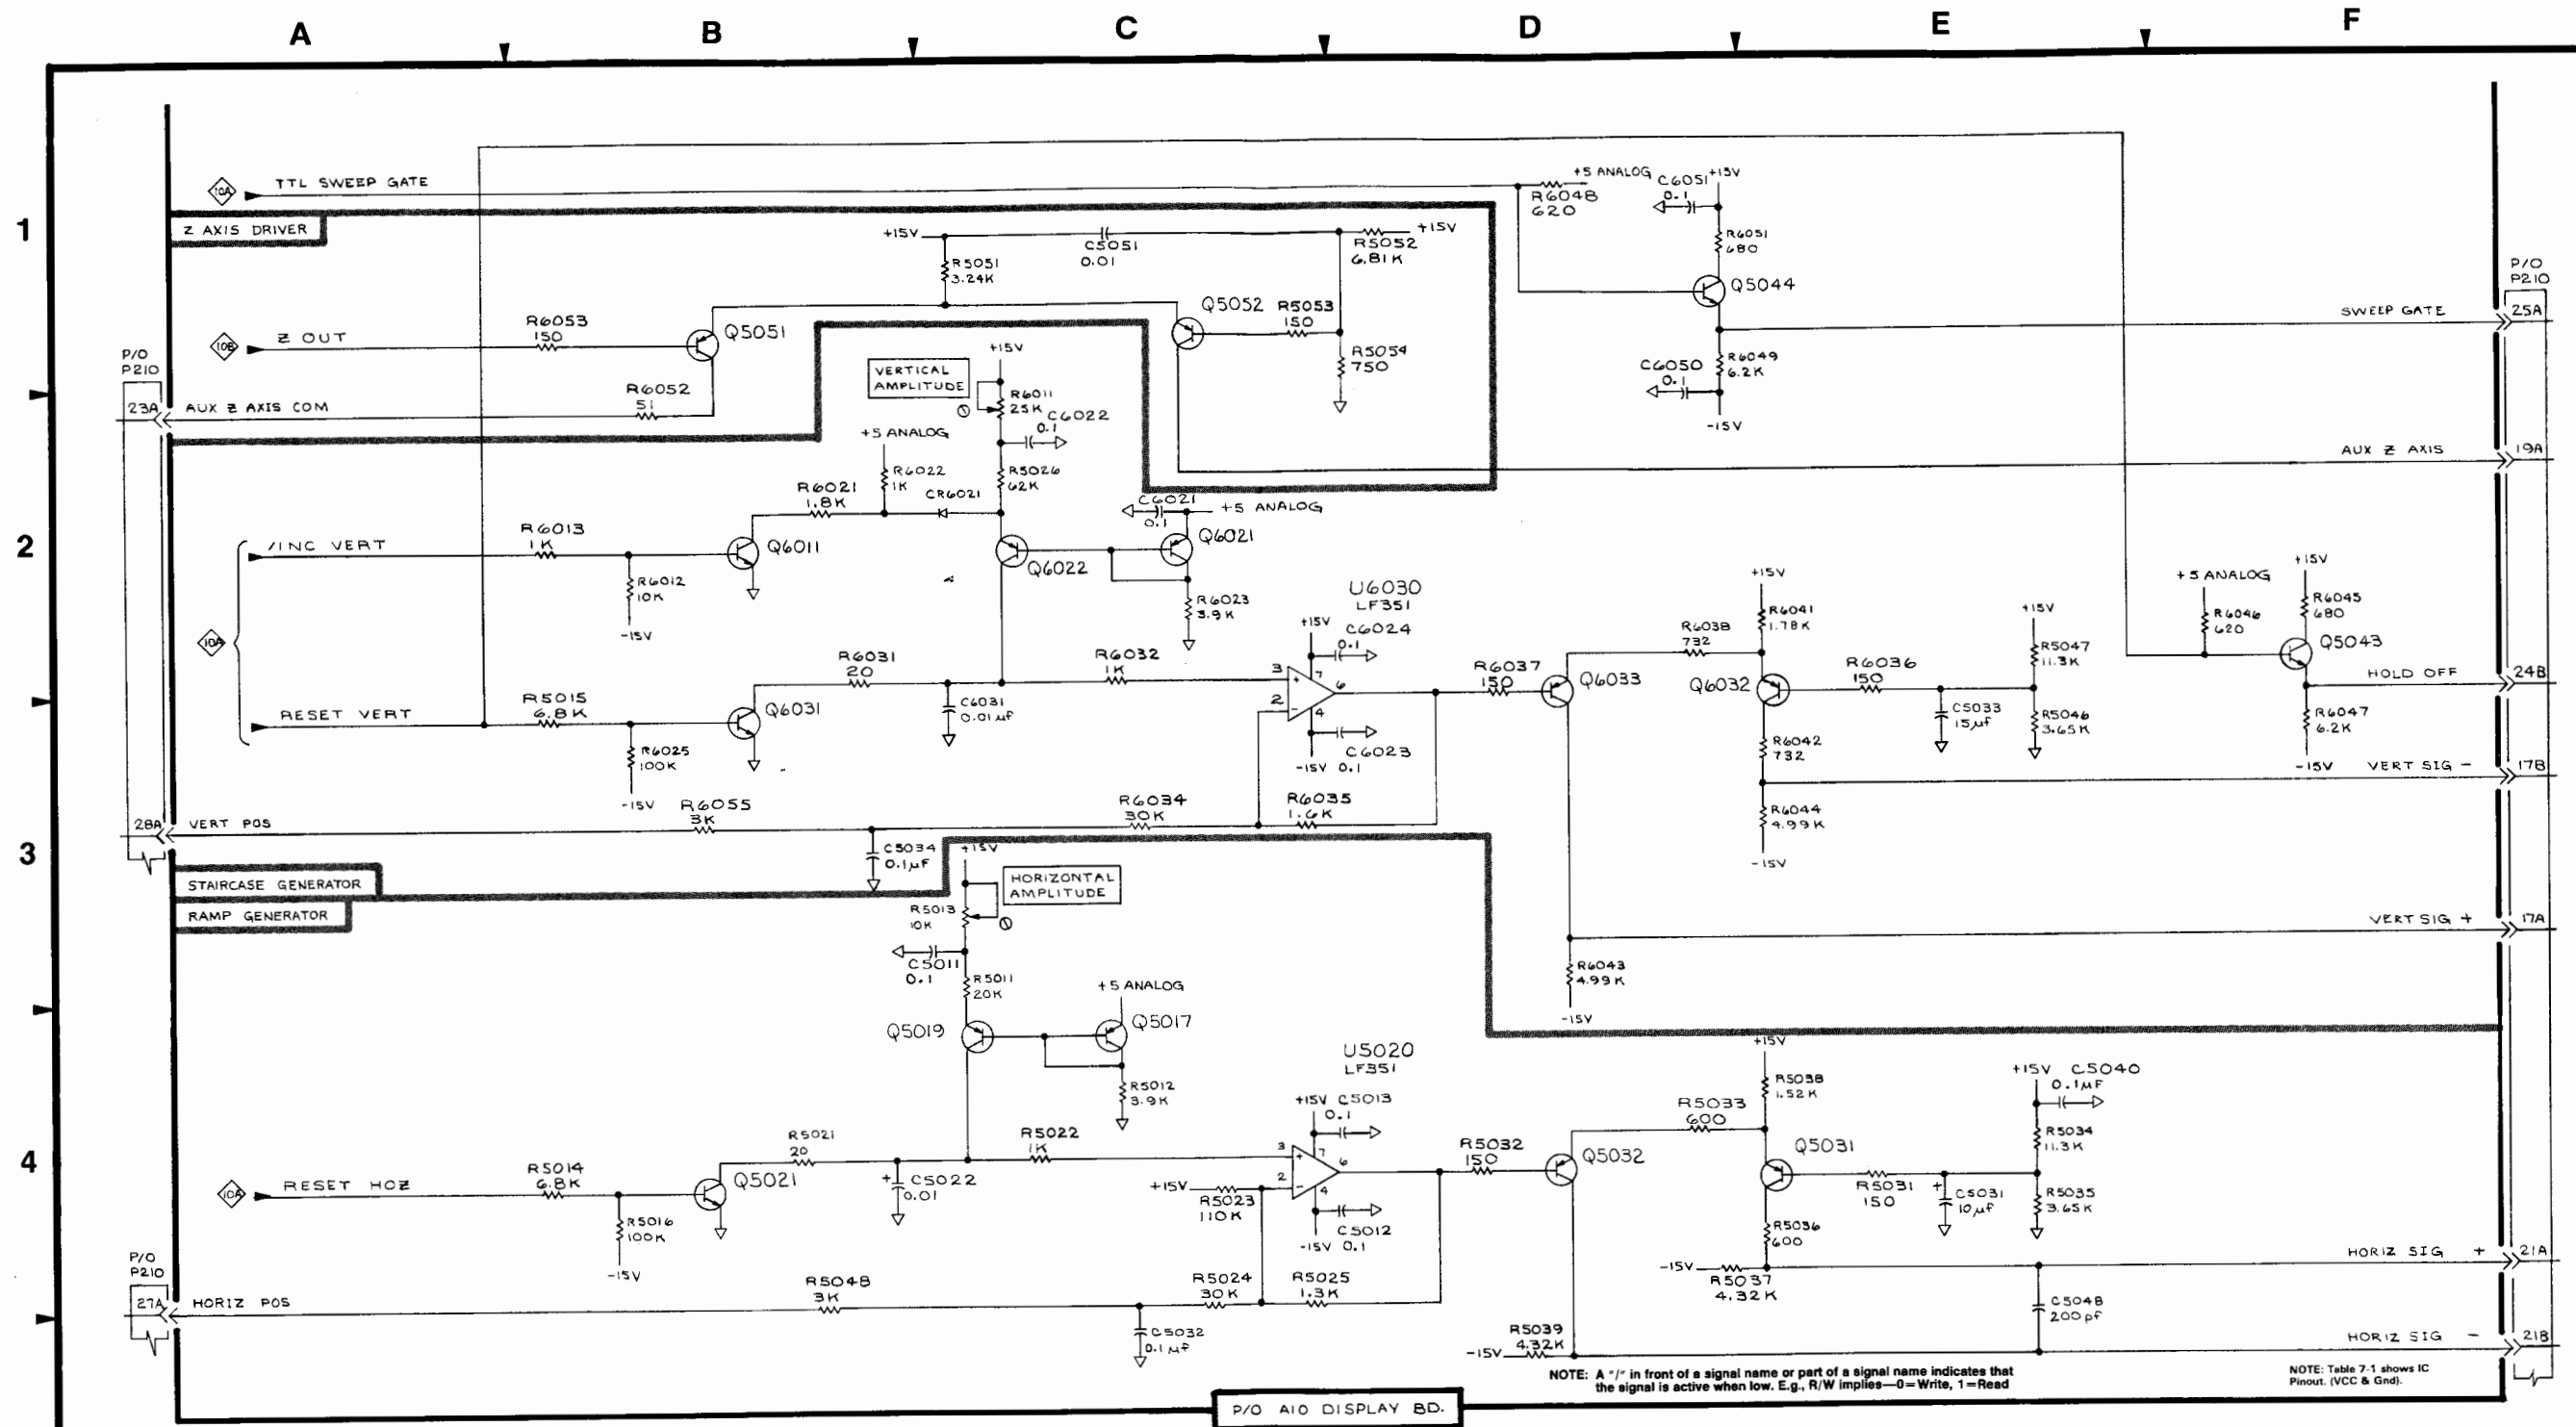 A B C D E F
1
2
3
4
10A TTL SWEEP GATE
Z AXIS DRIVER
+5 ANALOG
R6048
620
C6051
0.1
+15V
R6051
680
Q5044
+15V
C5051
0.01
R5052
6.81K
+15V
R5051
3.24K
10B Z OUT
R6053
150
Q5051
Q5052
R5053
150
R5054
750
P/O
P210
SWEEP GATE 25A
C6050
0.1
R6049
6.2K
-15V
P/O
P210
23A AUX Z AXIS COM
R6052
51
VERTICAL
AMPLITUDE
+15V
R6011
25K
C6022
0.1
AUX Z AXIS 19A
+5 ANALOG
R6022
1K
R5026
62K
R6021
1.8K
CR6021
C6021
0.1
+5 ANALOG
/INC VERT
R6013
1K
Q6011
R6012
10K
-15V
Q6022
Q6021
R6023
3.9K
10A
U6030
LF351
+15V
C6024
0.1
R6031
20
R6032
1K
3
2
7
6
4
C6023
-15V 0.1
RESET VERT
R5015
6.8K
Q6031
R6025
100K
-15V
C6031
0.01µf
R6037
150
Q6033
R6038
732
+15V
R6041
1.78K
Q6032
R6036
150
+15V
R5047
11.3K
C5033
15µf
R5046
3.65K
R6042
732
R6044
4.99K
-15V
+5 ANALOG
R6046
620
+15V
R6045
680
Q5043
HOLD OFF 24B
R6047
6.2K
-15V
VERT SIG - 17B
28A VERT POS
R6055
3K
R6034
30K
R6035
1.6K
C5034
0.1µF
STAIRCASE GENERATOR
RAMP GENERATOR
+15V
HORIZONTAL
AMPLITUDE
R5013
10K
C5011
0.1
R5011
20K
VERT SIG + 17A
R6043
4.99K
-15V
+5 ANALOG
Q5019
Q5017
R5012
3.9K
U5020
LF351
+15V C5013
0.1
R5021
20
R5022
1K
3
2
7
6
4
10A RESET HOZ
R5014
6.8K
Q5021
R5016
100K
-15V
+ C5022
0.01
+15V
R5023
110K
C5012
-15V 0.1
R5032
150
Q5032
R5033
600
+15V
R5038
1.52K
Q5031
+15V C5040
0.1µF
R5034
11.3K
R5031
150
+ C5031
10µf
R5035
3.65K
R5036
600
-15V
R5037
4.32K
HORIZ SIG + 21A
P/O
P210
27A HORIZ POS
R5048
3K
R5024
30K
R5025
1.3K
C5032
0.1µf
C5048
200pf
R5039
4.32K
-15V
HORIZ SIG - 21B
NOTE: A "/" in front of a signal name or part of a signal name indicates that
the signal is active when low. E.g., R/W implies—0=Write, 1=Read
NOTE: Table 7-1 shows IC
Pinout. (VCC & Gnd).
P/O A10 DISPLAY BD.